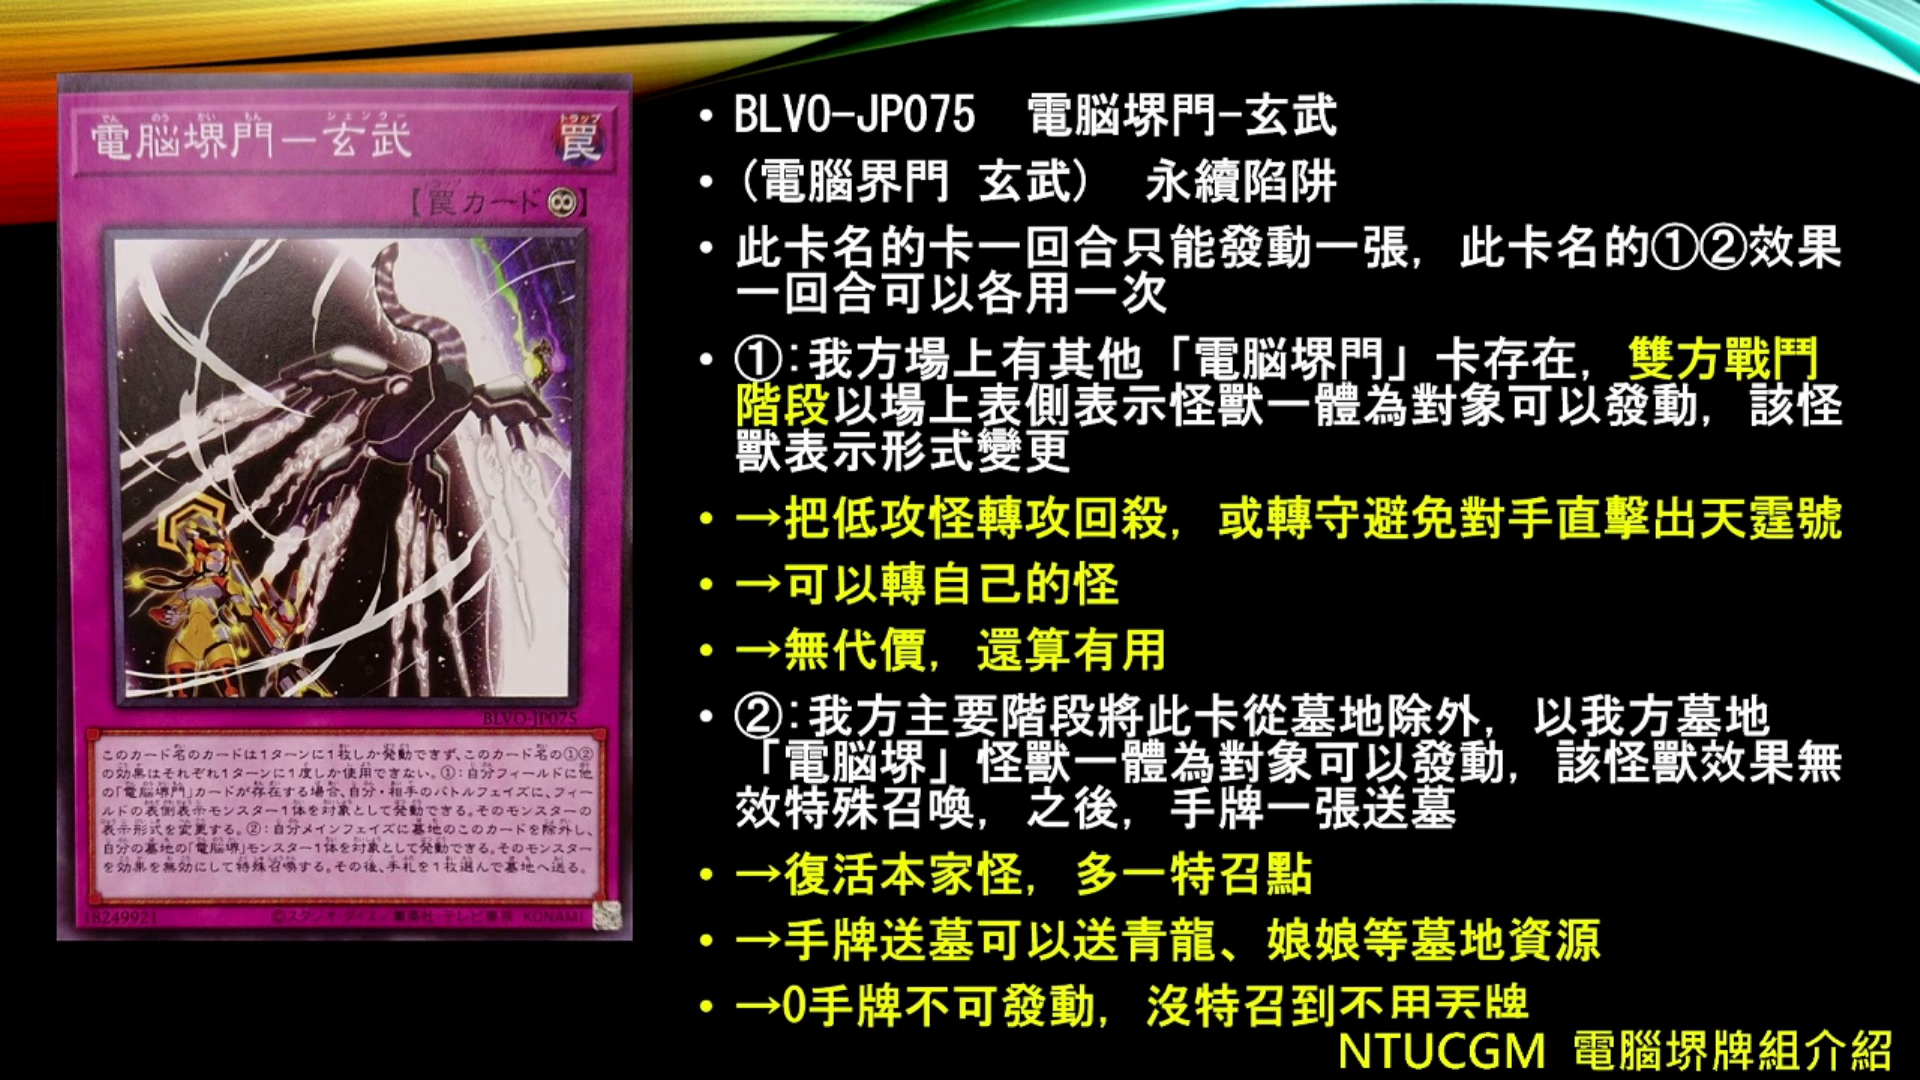 電脳堺門－玄武
罠
【罠カード】
BLVO-JP075
このカード名のカードは１ターンに１枚しか発動できず、このカード名の①②
の効果はそれぞれ１ターンに１度しか使用できない。①：自分フィールドに他
の「電脳堺門」カードが存在する場合、自分・相手のバトルフェイズに、フィー
ルドの表側表示モンスター１体を対象として発動できる。そのモンスターの
表示形式を変更する。②：自分メインフェイズに墓地のこのカードを除外し、
自分の墓地の「電脳堺」モンスター１体を対象として発動できる。そのモンスター
を効果を無効にして特殊召喚する。その後、手札を１枚選んで墓地へ送る。
18249921
©スタジオ・ダイス／集英社・テレビ東京・KONAMI
• BLVO-JP075　電脳堺門-玄武
• (電腦界門 玄武)　永續陷阱
• 此卡名的卡一回合只能發動一張，此卡名的①②效果
一回合可以各用一次
• ①:我方場上有其他「電脳堺門」卡存在，雙方戰鬥
階段以場上表側表示怪獸一體為對象可以發動，該怪
獸表示形式變更
• →把低攻怪轉攻回殺，或轉守避免對手直擊出天霆號
• →可以轉自己的怪
• →無代價，還算有用
• ②:我方主要階段將此卡從墓地除外，以我方墓地
「電脳堺」怪獸一體為對象可以發動，該怪獸效果無
效特殊召喚，之後，手牌一張送墓
• →復活本家怪，多一特召點
• →手牌送墓可以送青龍、娘娘等墓地資源
• →0手牌不可發動，沒特召到不用丟牌
NTUCGM 電腦堺牌組介紹